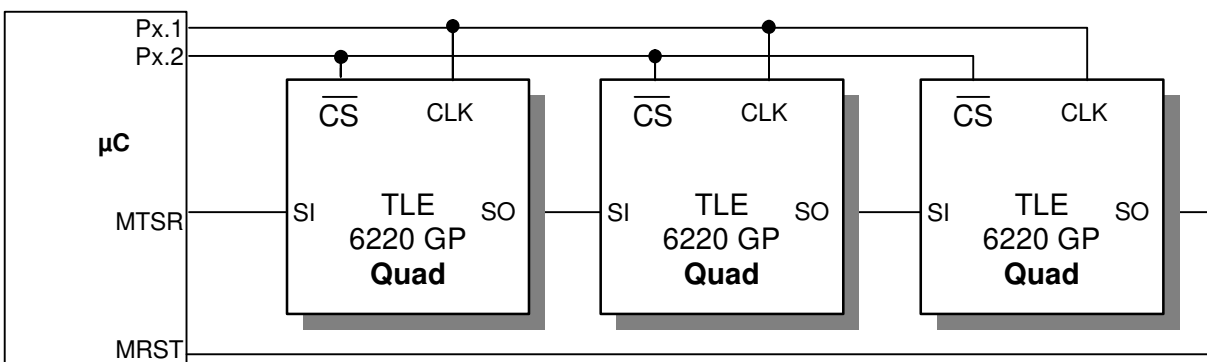 Px.1
Px.2
µC
MTSR
MRST
CS CLK
SI TLE SO
6220 GP
Quad
CS CLK
SI TLE SO
6220 GP
Quad
CS CLK
SI TLE SO
6220 GP
Quad